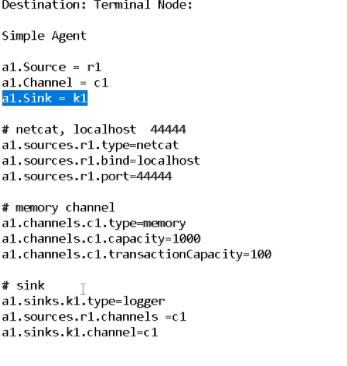 Destination: Terminal Node:
Simple Agent
a1.Source = r1
a1.Channel = c1
a1.Sink = k1
# netcat, localhost  44444
a1.sources.r1.type=netcat
a1.sources.r1.bind=localhost
a1.sources.r1.port=44444
# memory channel
a1.channels.c1.type=memory
a1.channels.c1.capacity=1000
a1.channels.c1.transactionCapacity=100
# sink
a1.sinks.k1.type=logger
a1.sources.r1.channels =c1
a1.sinks.k1.channel=c1